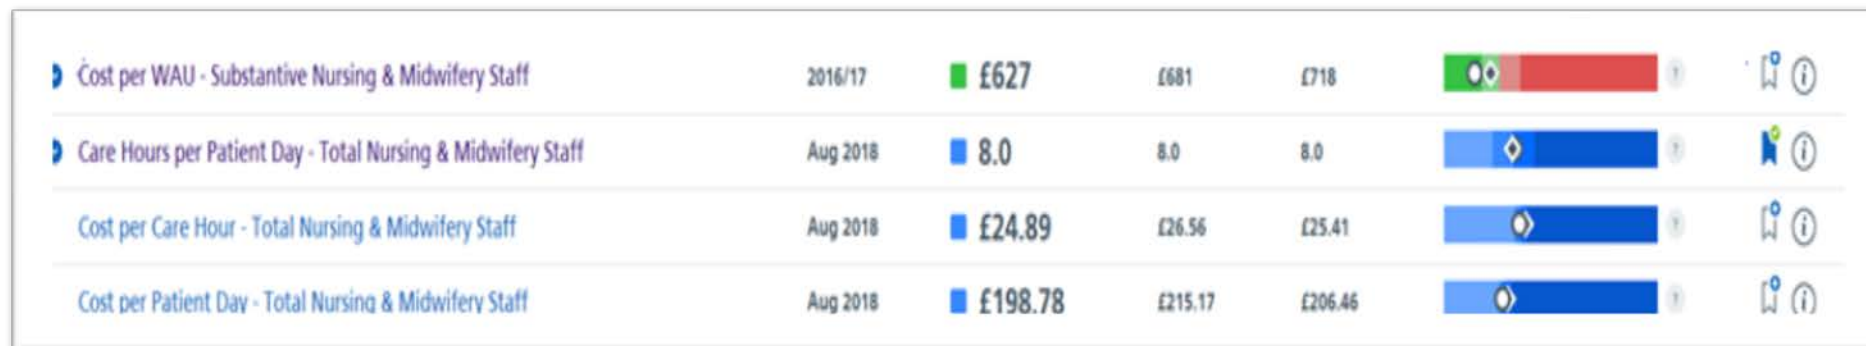 Cost per WAU - Substantive Nursing & Midwifery Staff 2016/17 £627 £681 £718
Care Hours per Patient Day - Total Nursing & Midwifery Staff Aug 2018 8.0 8.0 8.0
Cost per Care Hour - Total Nursing & Midwifery Staff Aug 2018 £24.89 £26.56 £25.41
Cost per Patient Day - Total Nursing & Midwifery Staff Aug 2018 £198.78 £215.17 £206.46